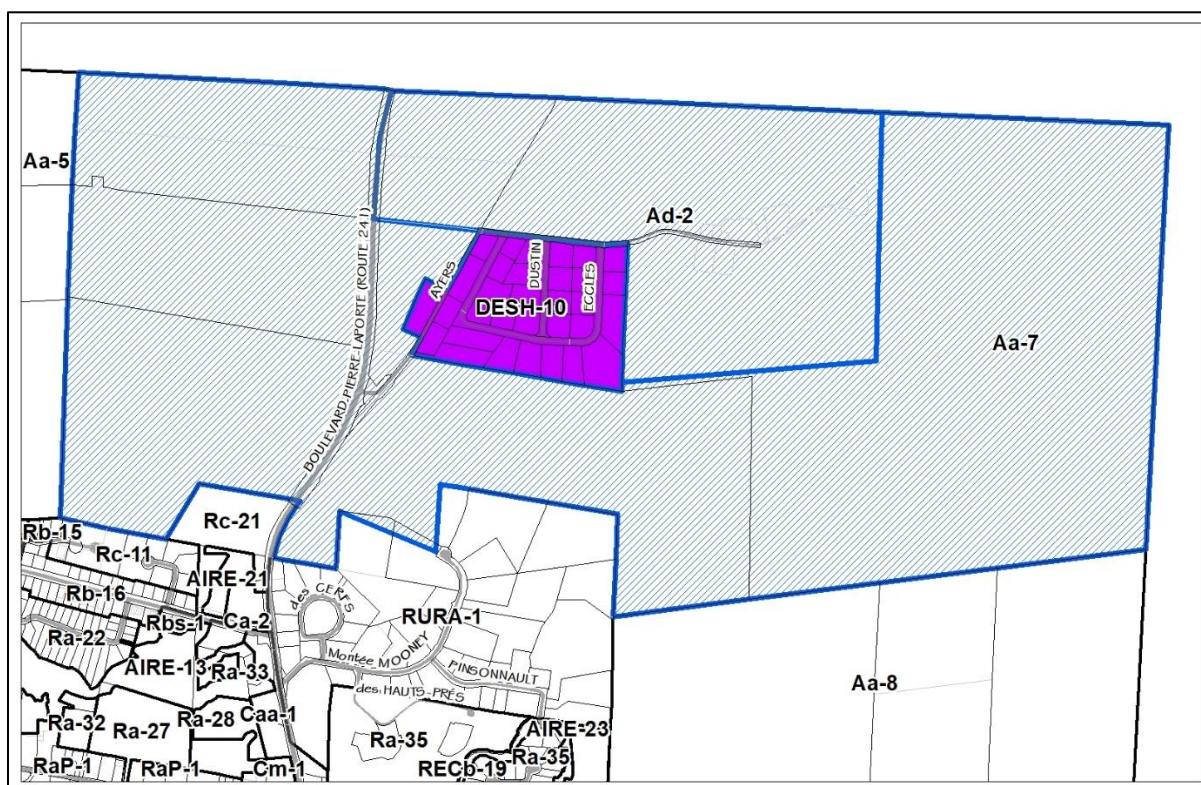 Aa-5
Ad-2
BOULEVARD PIERRE-LAPORTE (ROUTE 241)
AYERS
DUSTIN
ECCLES
DESH-10
Aa-7
Rc-21
Rb-15
Rc-11
AIRE-21
Rb-16
des CERFS
Rbs-1
Ca-2
RURA-1
Ra-22
Montée MOONEY
AIRE-13
Ra-33
PINSONNAULT
des HAUTS-PRÉS
Aa-8
Ra-32
Ra-27
Ra-28
Caa-1
AIRE-23
Ra-35
Ra-35
RaP-1
RaP-1
Cm-1
RECb-19